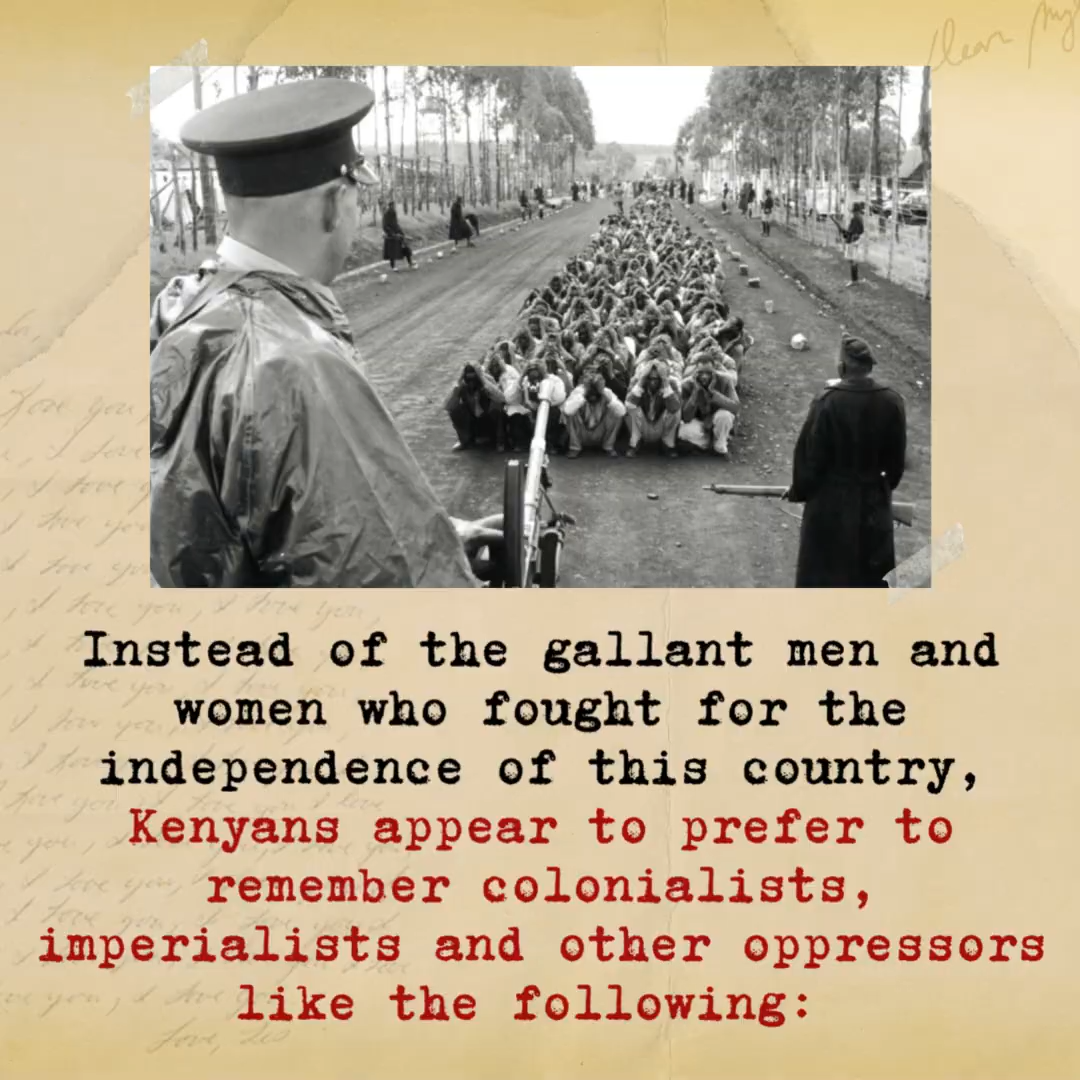 Instead of the gallant men and
women who fought for the
independence of this country,
Kenyans appear to prefer to
remember colonialists,
imperialists and other oppressors
like the following: